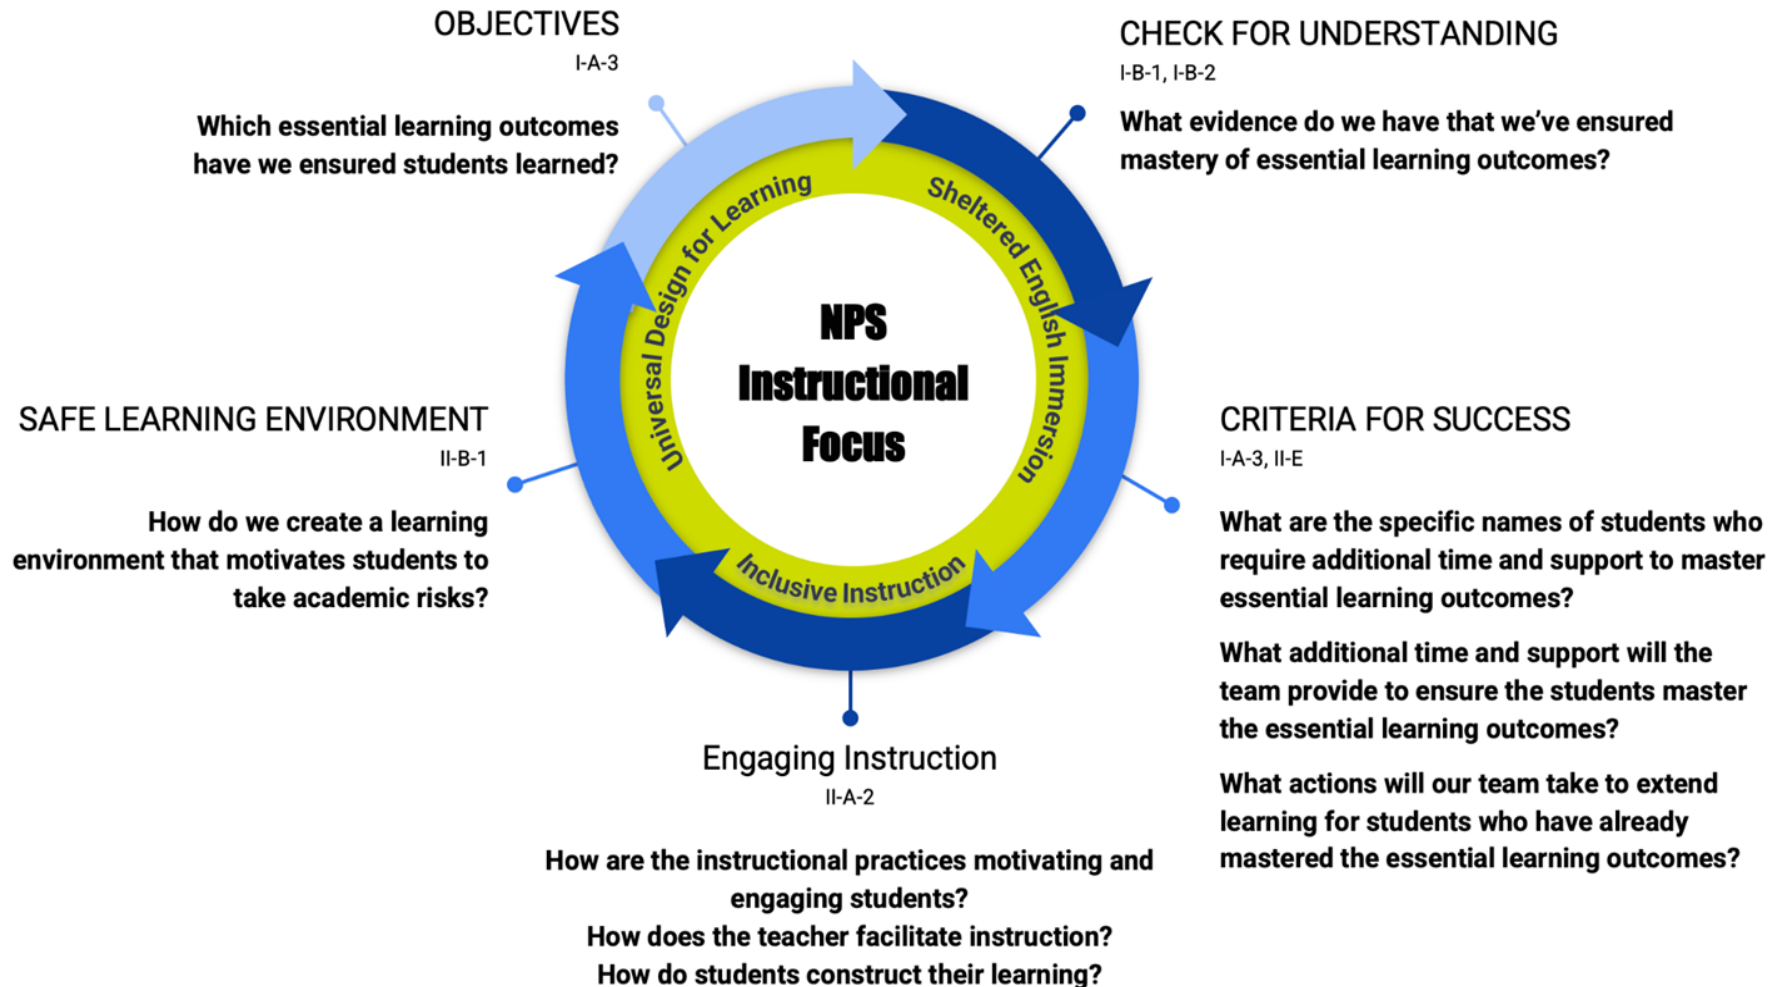 OBJECTIVES
I-A-3
Which essential learning outcomes
have we ensured students learned?
CHECK FOR UNDERSTANDING
I-B-1, I-B-2
What evidence do we have that we’ve ensured
mastery of essential learning outcomes?
Universal Design for Learning
Sheltered English Immersion
Inclusive Instruction
NPS
Instructional
Focus
SAFE LEARNING ENVIRONMENT
II-B-1
How do we create a learning
environment that motivates students to
take academic risks?
CRITERIA FOR SUCCESS
I-A-3, II-E
What are the specific names of students who
require additional time and support to master
essential learning outcomes?
What additional time and support will the
team provide to ensure the students master
the essential learning outcomes?
What actions will our team take to extend
learning for students who have already
mastered the essential learning outcomes?
Engaging Instruction
II-A-2
How are the instructional practices motivating and
engaging students?
How does the teacher facilitate instruction?
How do students construct their learning?